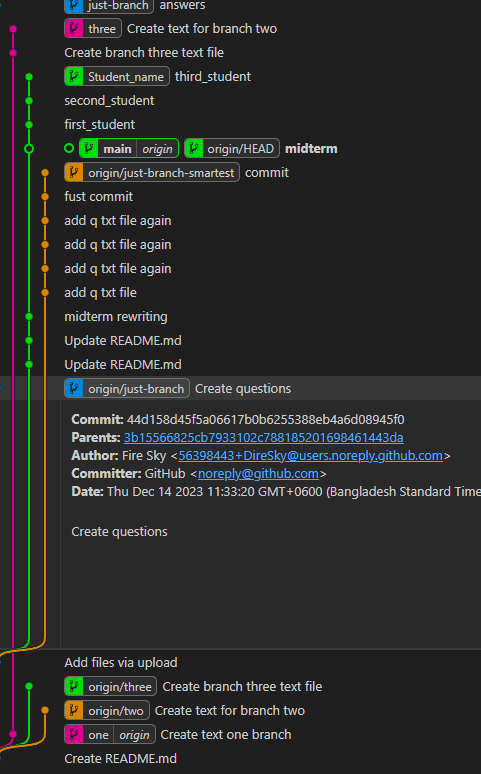 just-branch answers
three Create text for branch two
Create branch three text file
Student_name third_student
second_student
first_student
main origin origin/HEAD midterm
origin/just-branch-smartest commit
fust commit
add q txt file again
add q txt file again
add q txt file again
add q txt file
midterm rewriting
Update README.md
Update README.md
origin/just-branch Create questions
Commit: 44d158d45f5a06617b0b6255388eb4a6d08945f0
Parents: 3b15566825cb7933102c788185201698461443da
Author: Fire Sky <56398443+DireSky@users.noreply.github.com>
Committer: GitHub <noreply@github.com>
Date: Thu Dec 14 2023 11:33:20 GMT+0600 (Bangladesh Standard Time
Create questions
Add files via upload
origin/three Create branch three text file
origin/two Create text for branch two
one origin Create text one branch
Create README.md